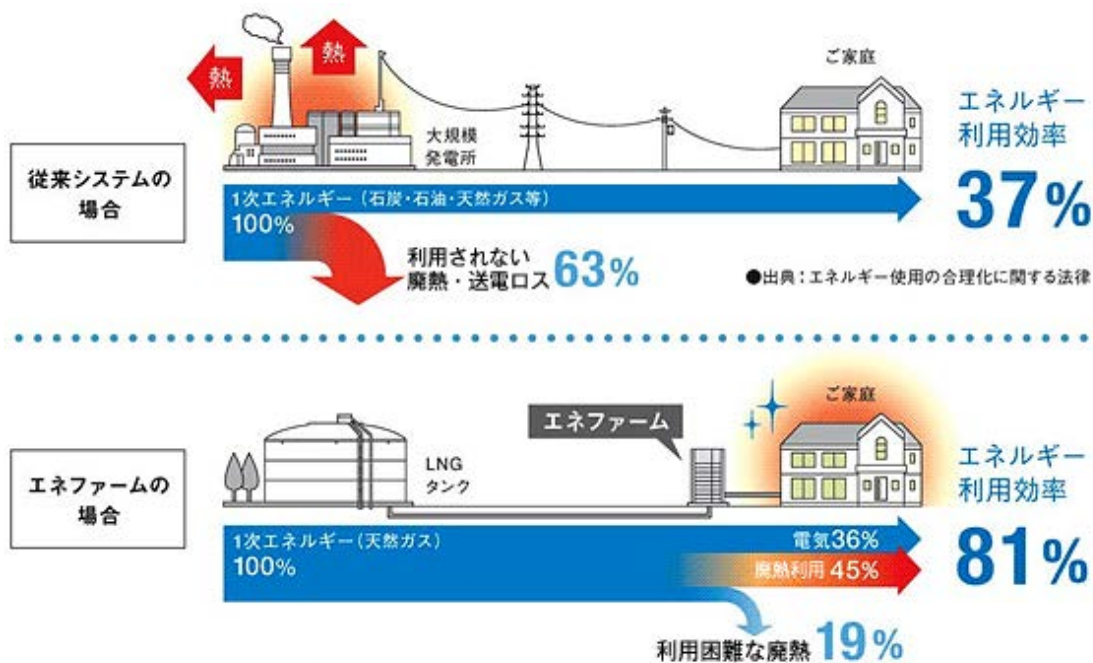 熱
熱
ご家庭
大規模
発電所
エネルギー
利用効率
37%
従来システムの
場合
1次エネルギー(石炭・石油・天然ガス等)
100%
利用されない
廃熱・送電ロス 63%
●出典:エネルギー使用の合理化に関する法律
ご家庭
エネファーム
LNG
タンク
エネルギー
利用効率
81%
エネファームの
場合
1次エネルギー(天然ガス)
100%
電気36%
廃熱利用 45%
利用困難な廃熱 19%